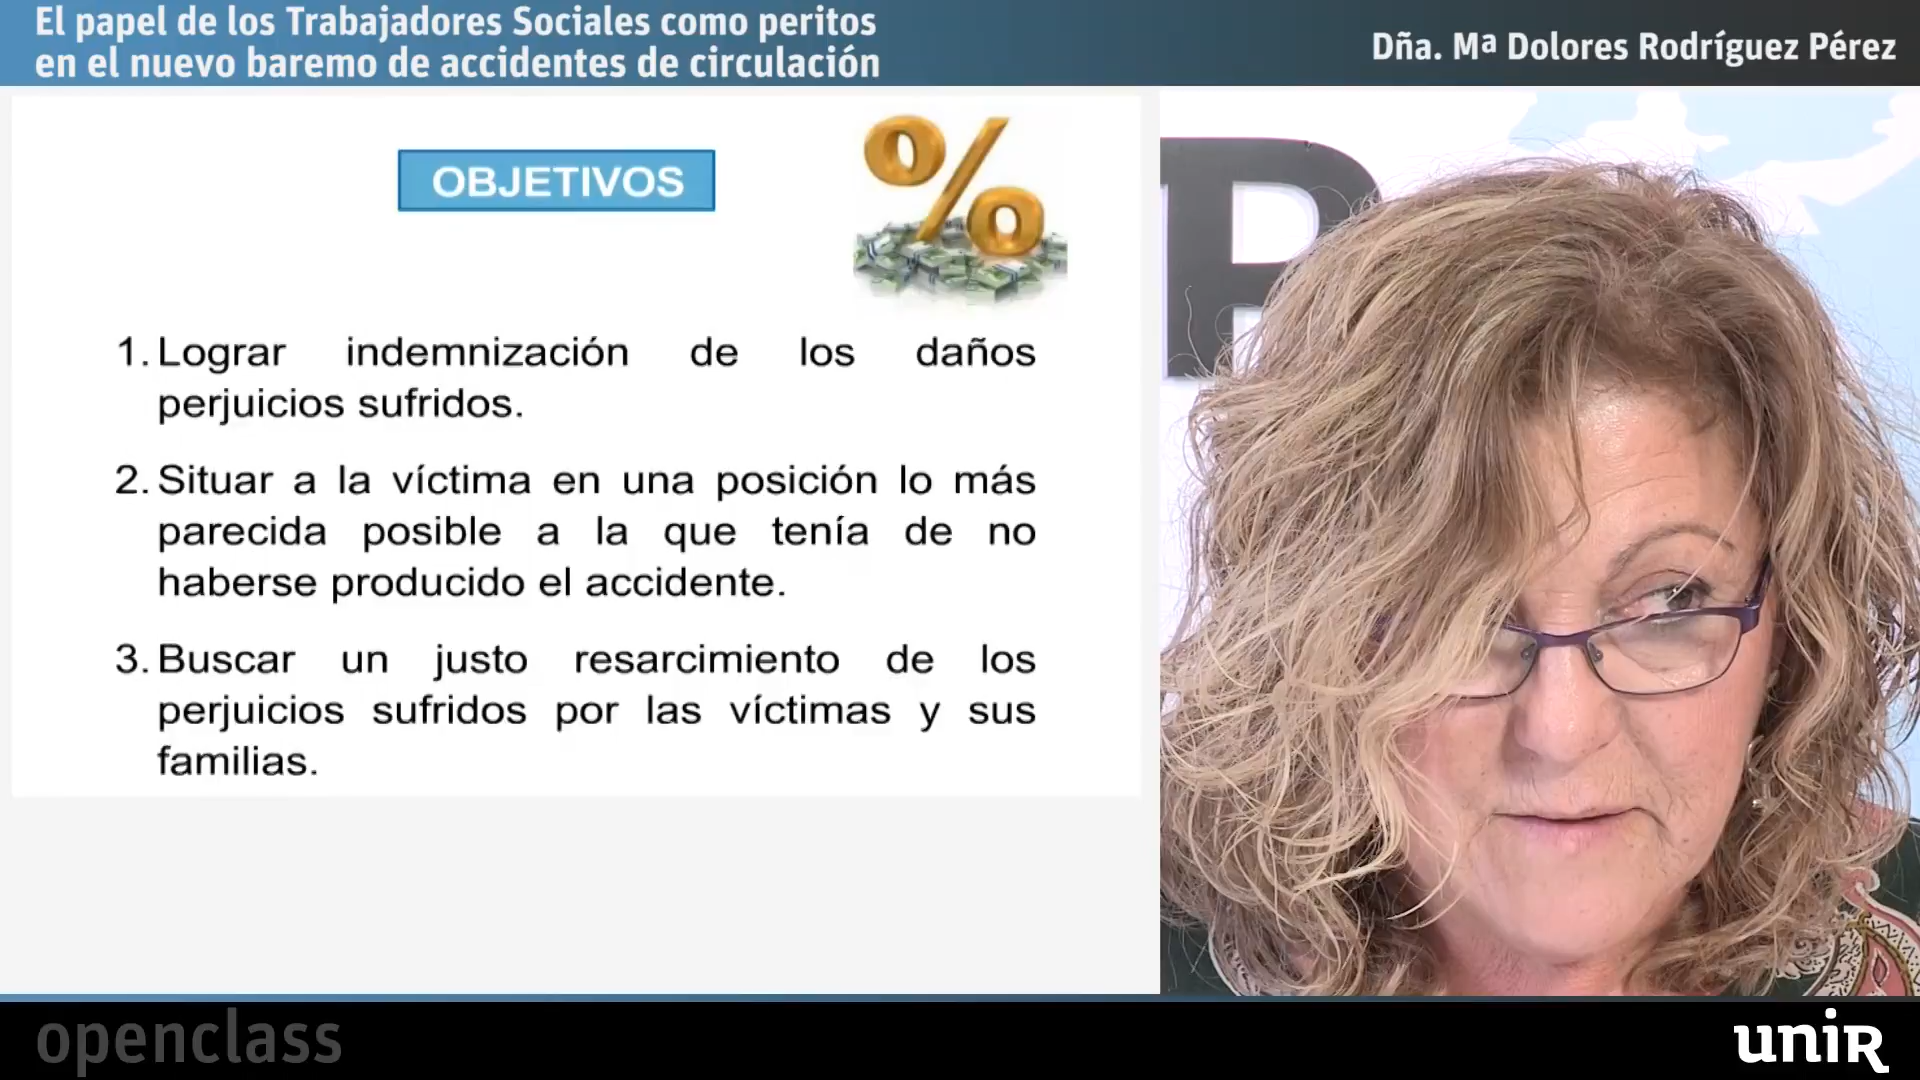 El papel de los Trabajadores Sociales como peritos
en el nuevo baremo de accidentes de circulación
Dña. Mª Dolores Rodríguez Pérez
OBJETIVOS
%
1. Lograr indemnización de los daños
perjuicios sufridos.
2. Situar a la víctima en una posición lo más
parecida posible a la que tenía de no
haberse producido el accidente.
3. Buscar un justo resarcimiento de los
perjuicios sufridos por las víctimas y sus
familias.
R
openclass
uniR